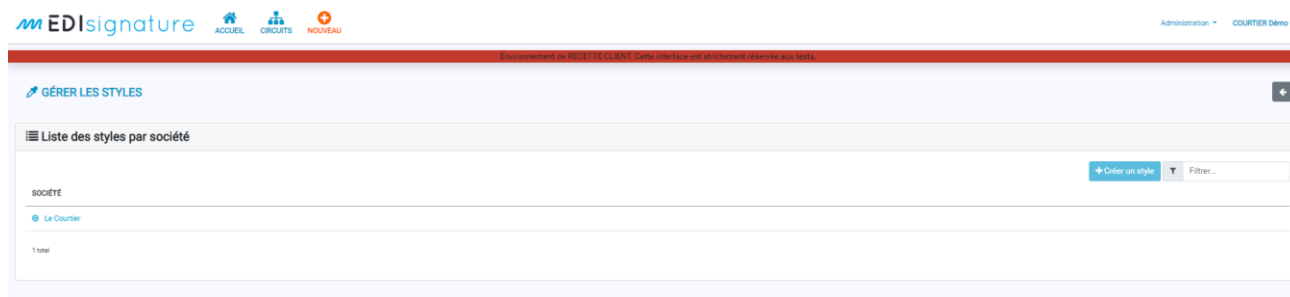 EDIsignature
ACCUEIL CIRCUITS NOUVEAU
Administration COURTIER Démo
Environnement de RECETTE CLIENT. Cette interface est strictement réservée aux tests.
GÉRER LES STYLES
Liste des styles par société
+ Créer un style Filtrer...
SOCIÉTÉ
Le Courtier
1 total